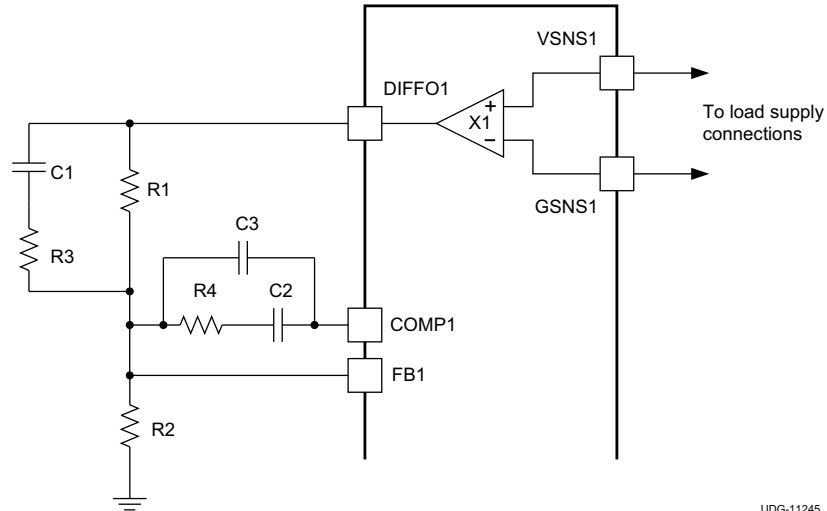 VSNS1
DIFFO1
X1
+
−
To load supply
connections
C1
R1
GSNS1
C3
R3
R4
C2
COMP1
FB1
R2
UDG-11245